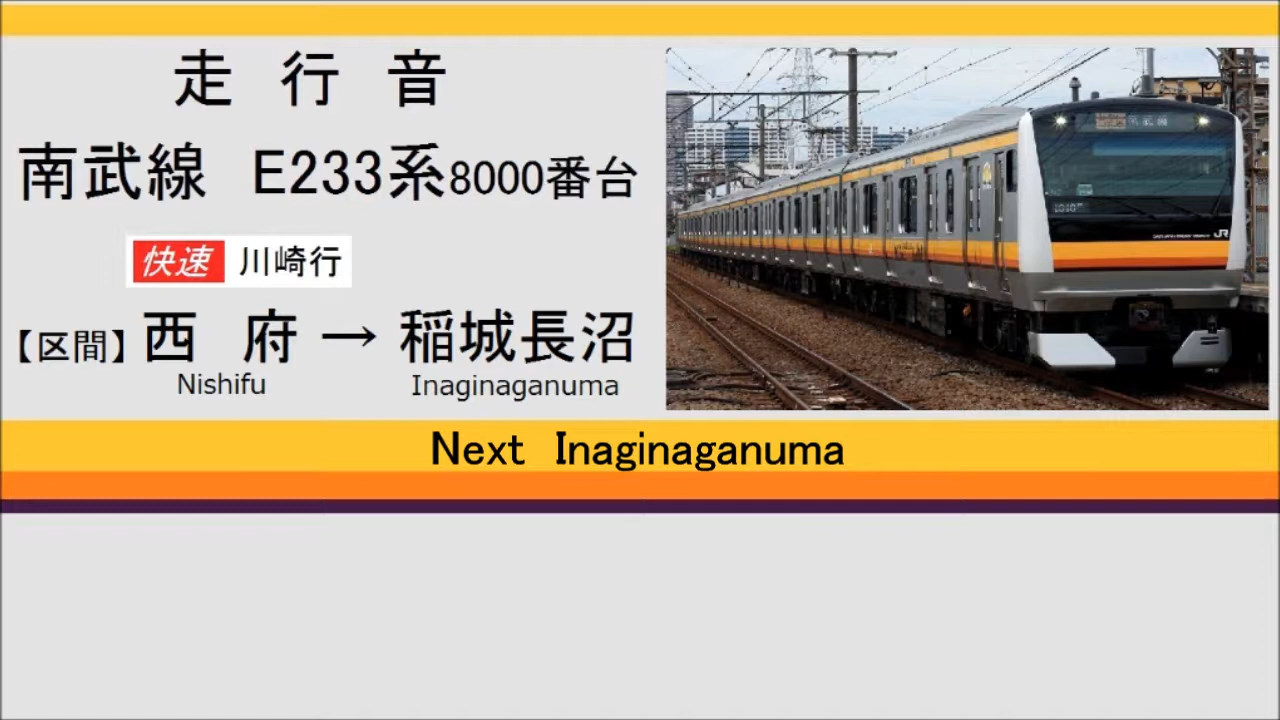 走 行 音
南武線 E233系8000番台
快速 川崎行
【区間】西 府 → 稲城長沼
Nishifu Inaginaganuma
Next Inaginaganuma
JR